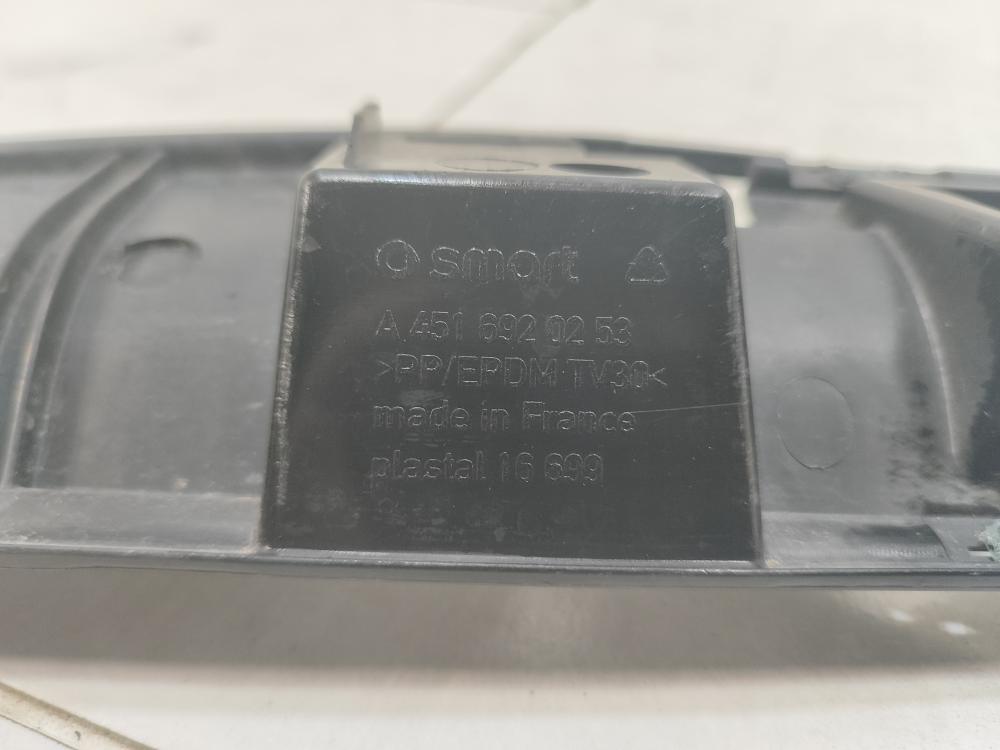 smart
A 451 692 02 53
>PP/EPDM TV30<
made in France
plastal 16 699